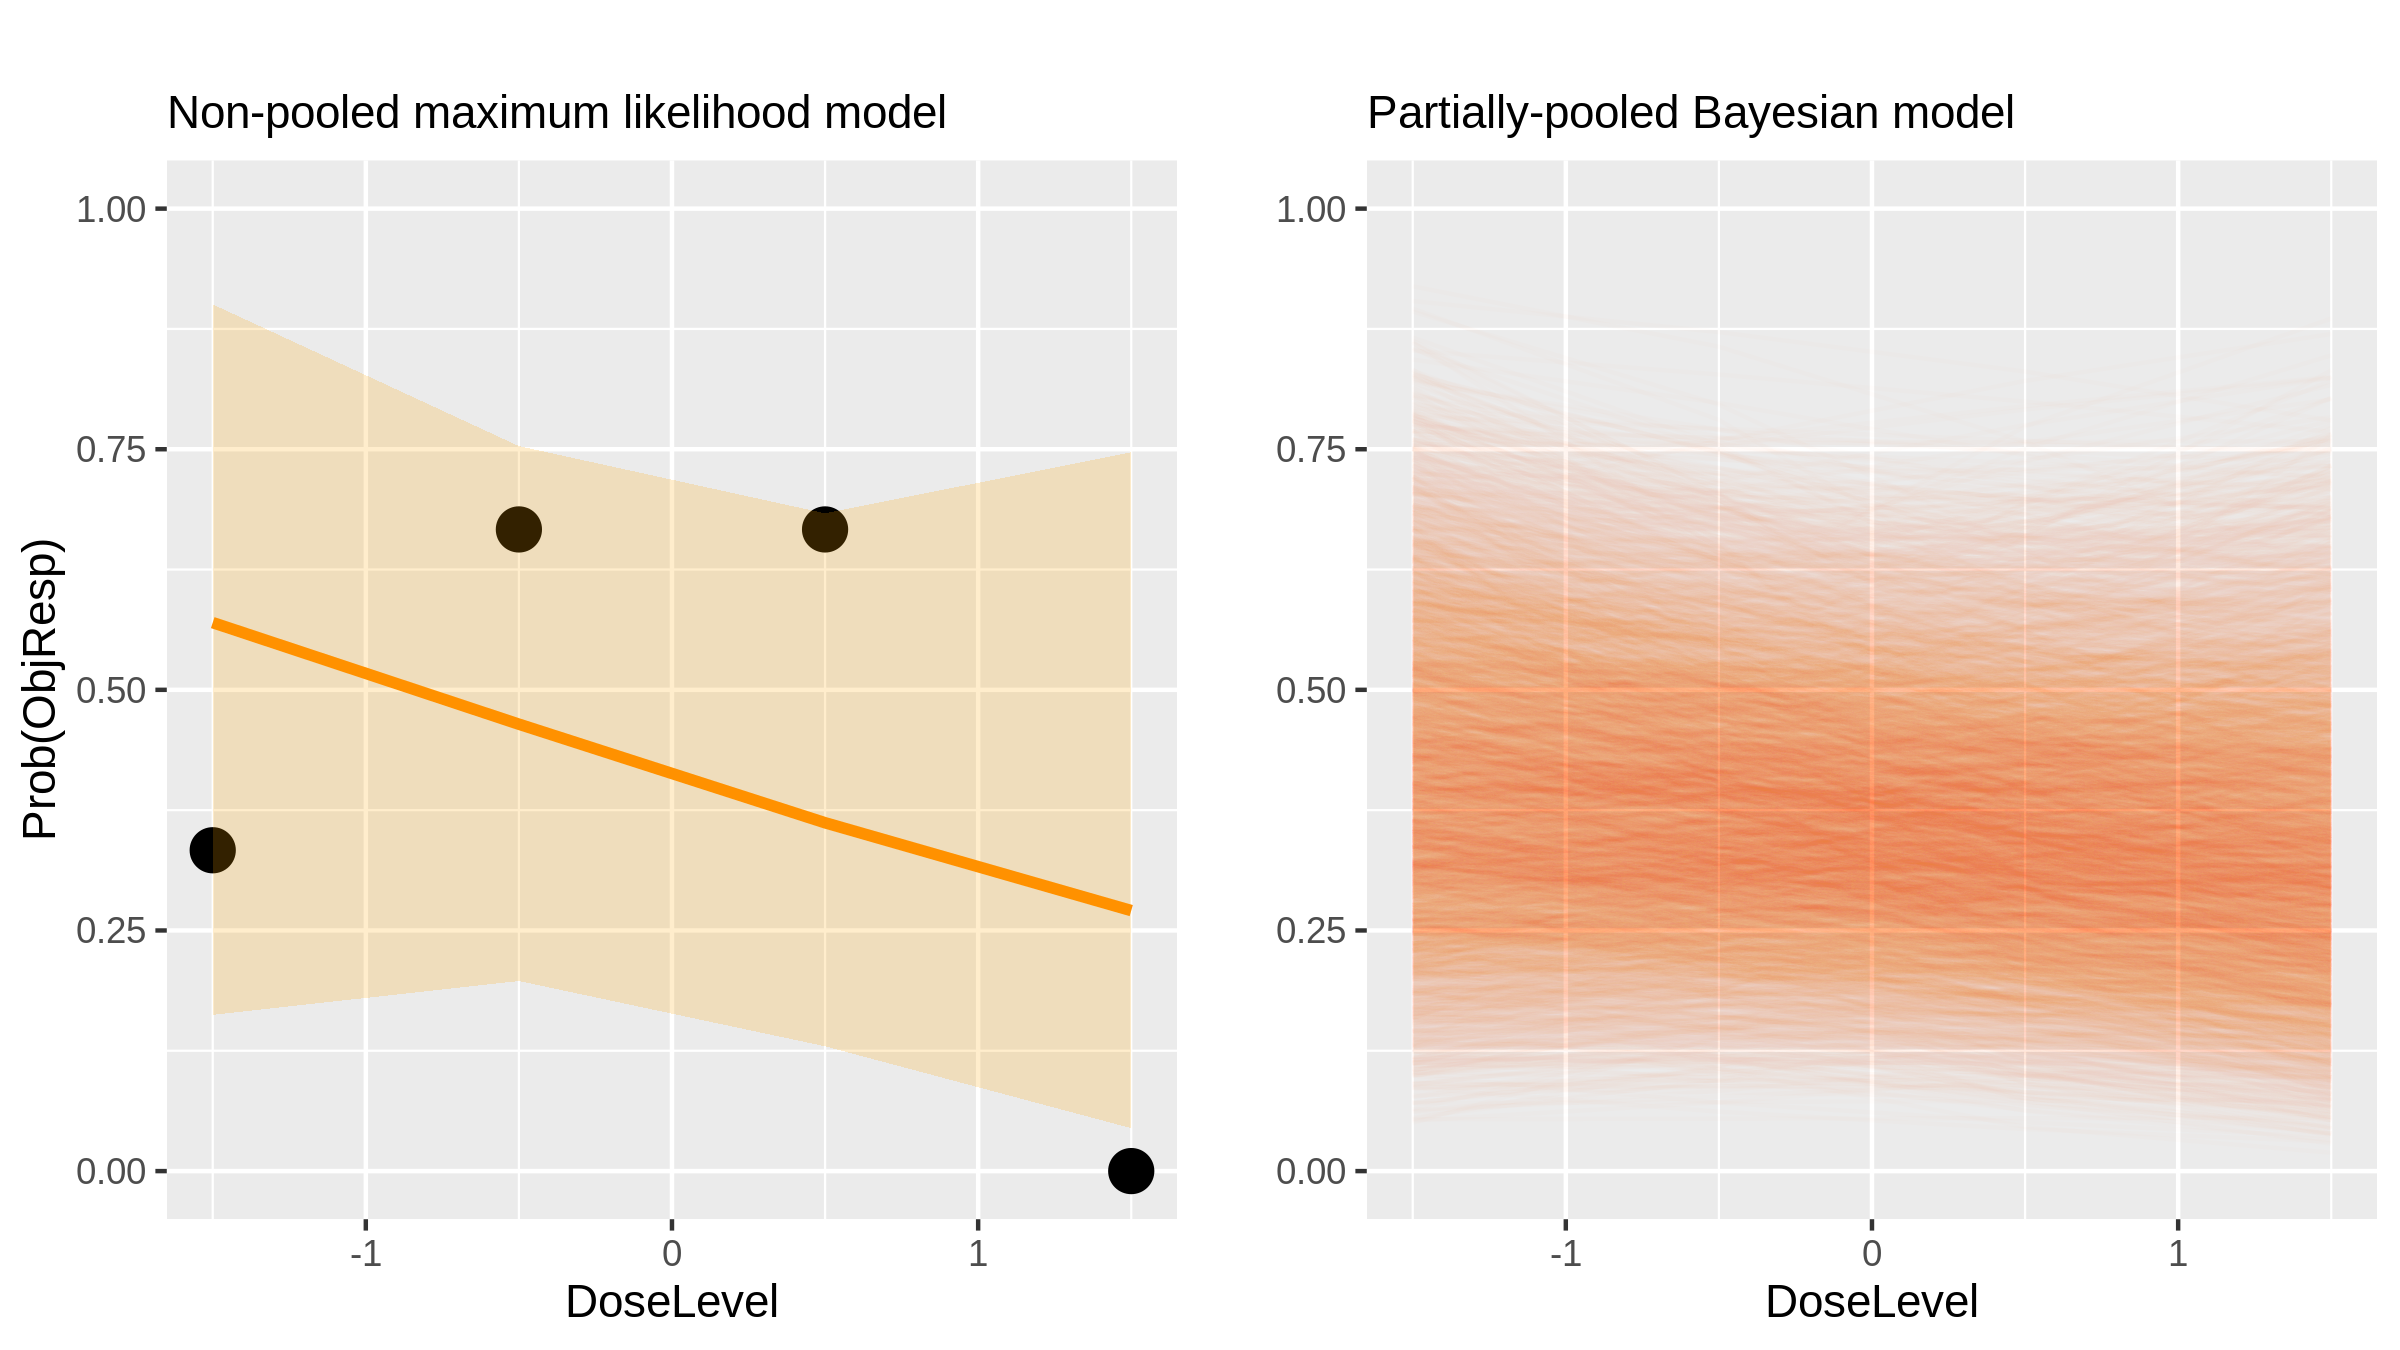 Non-pooled maximum likelihood model
Prob(ObjResp)
1.00
0.75
0.50
0.25
0.00
-1 0 1
DoseLevel
Partially-pooled Bayesian model
1.00
0.75
0.50
0.25
0.00
-1 0 1
DoseLevel